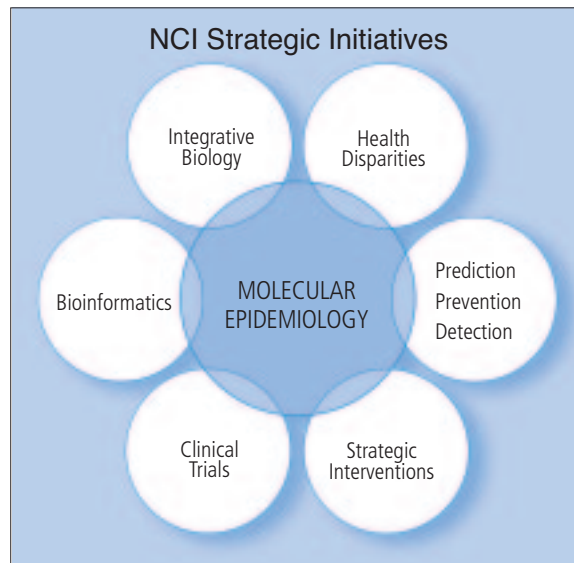 NCI Strategic Initiatives
Integrative
Biology
Health
Disparities
Bioinformatics
MOLECULAR
EPIDEMIOLOGY
Prediction
Prevention
Detection
Clinical
Trials
Strategic
Interventions